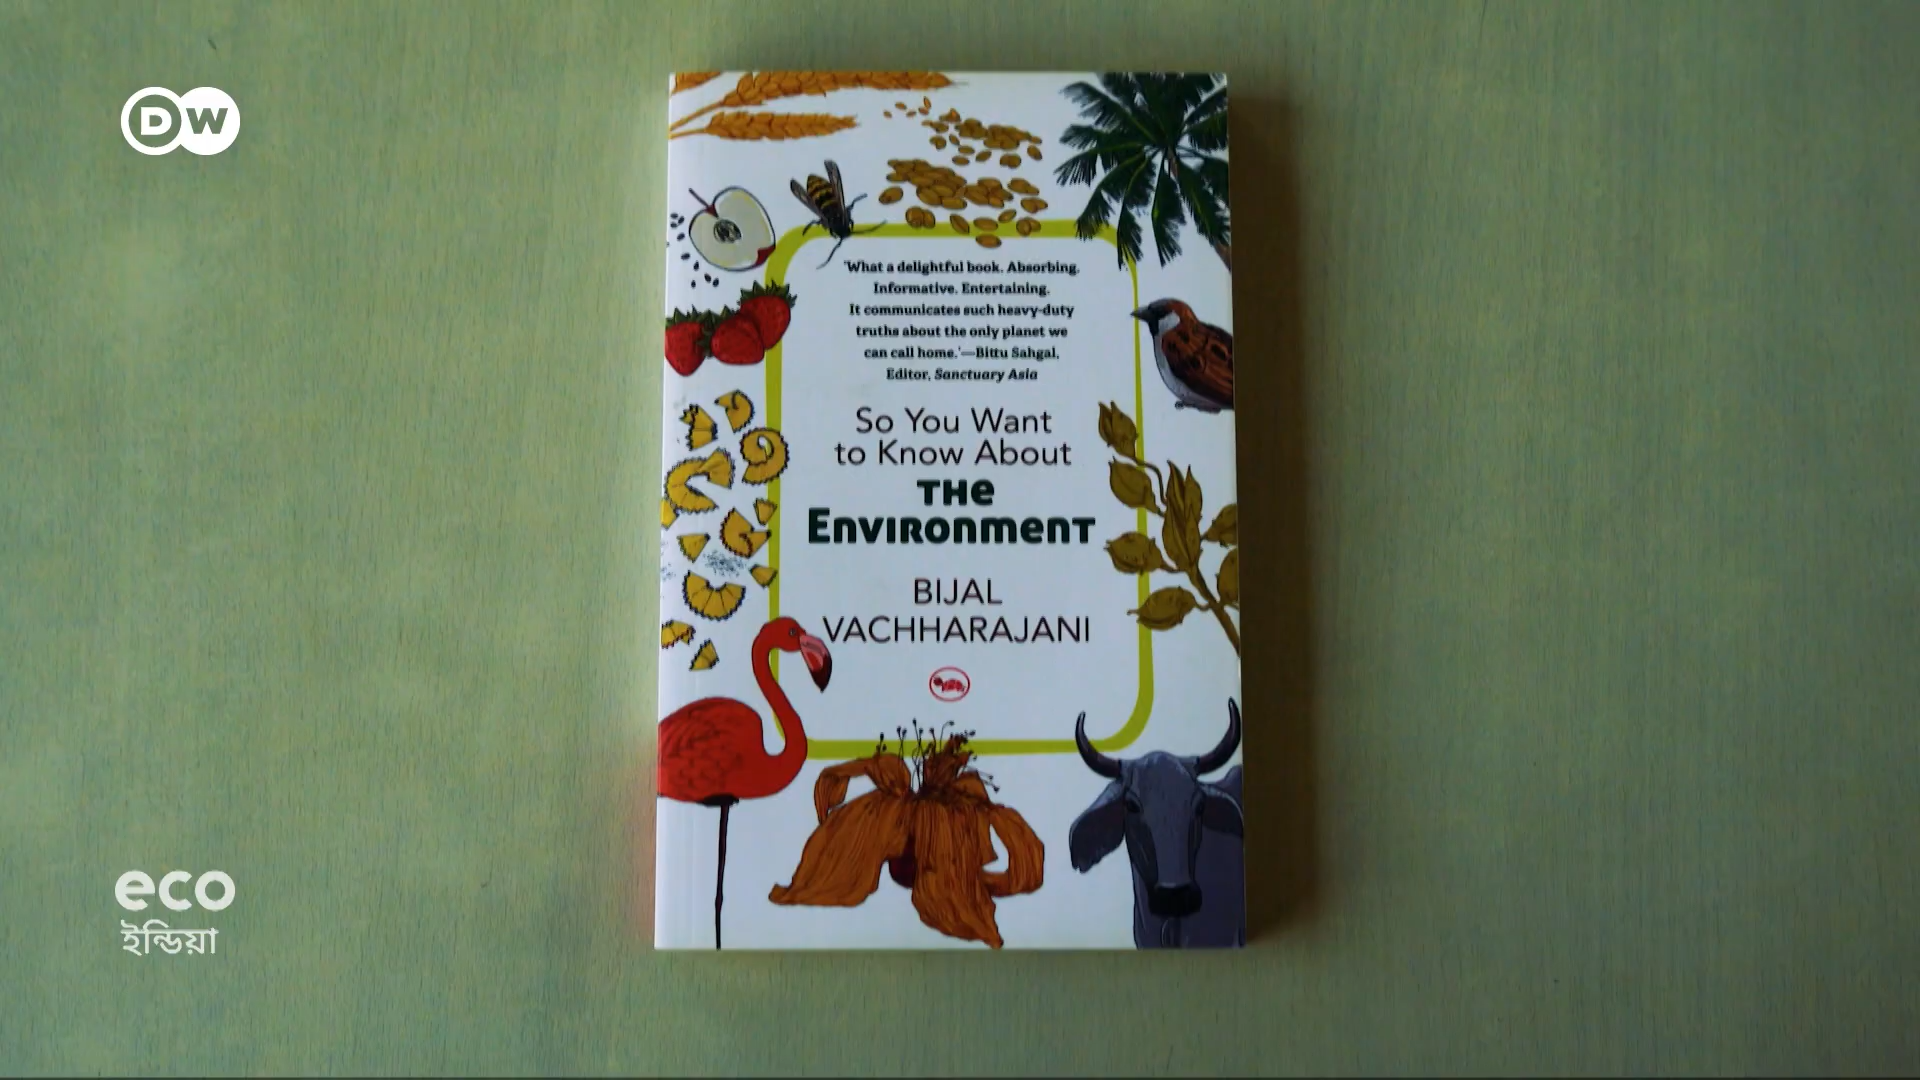 DW
'What a delightful book. Absorbing.
Informative. Entertaining.
It communicates such heavy-duty
truths about the only planet we
can call home.'—Bittu Sahgal,
Editor, Sanctuary Asia
So You Want
to Know About
THe
EnvIRonmenT
BIJAL
VACHHARAJANI
eco
ইন্ডিয়া